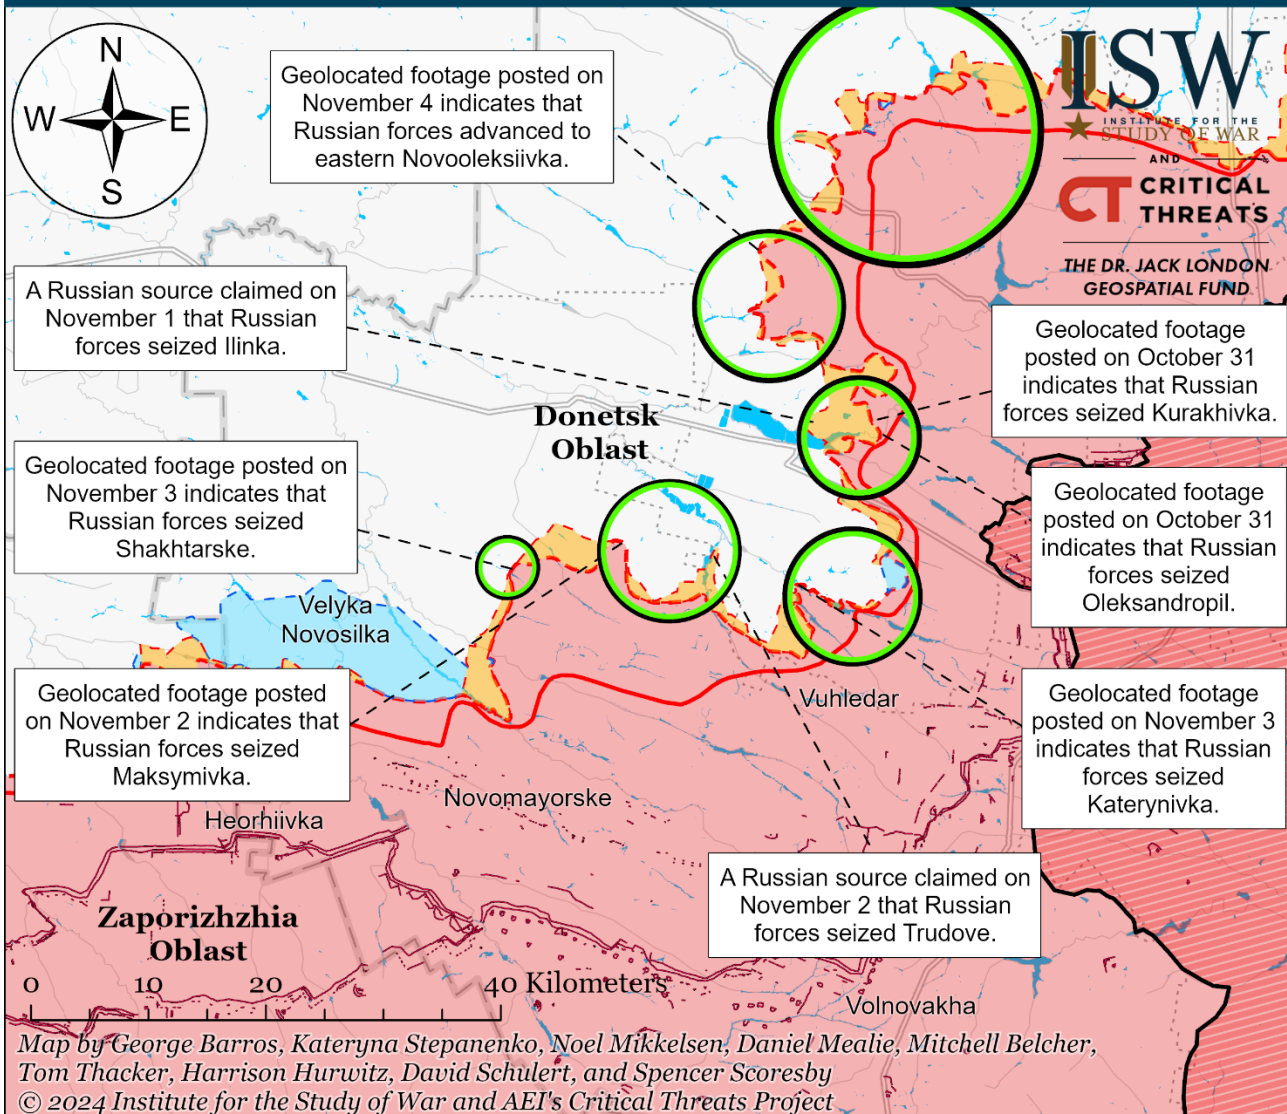 N
W
E
S
Geolocated footage posted on
November 4 indicates that
Russian forces advanced to
eastern Novooleksiivka.
ISW
INSTITUTE FOR THE
STUDY OF WAR
AND
CT CRITICAL
THREATS
THE DR. JACK LONDON
GEOSPATIAL FUND
A Russian source claimed on
November 1 that Russian
forces seized Ilinka.
Geolocated footage
posted on October 31
indicates that Russian
forces seized Kurakhivka.
Donetsk
Oblast
Geolocated footage posted on
November 3 indicates that
Russian forces seized
Shakhtarske.
Geolocated footage
posted on October 31
indicates that Russian
forces seized
Oleksandropil.
Velyka
Novosilka
Geolocated footage posted
on November 2 indicates that
Russian forces seized
Maksymivka.
Vuhledar
Geolocated footage
posted on November 3
indicates that Russian
forces seized
Katerynivka.
Novomayorske
Heorhiivka
A Russian source claimed on
November 2 that Russian
forces seized Trudove.
Zaporizhzhia
Oblast
0 10 20 40 Kilometers
Volnovakha
Map by George Barros, Kateryna Stepanenko, Noel Mikkelsen, Daniel Mealie, Mitchell Belcher,
Tom Thacker, Harrison Hurwitz, David Schulert, and Spencer Scoresby
© 2024 Institute for the Study of War and AEI's Critical Threats Project